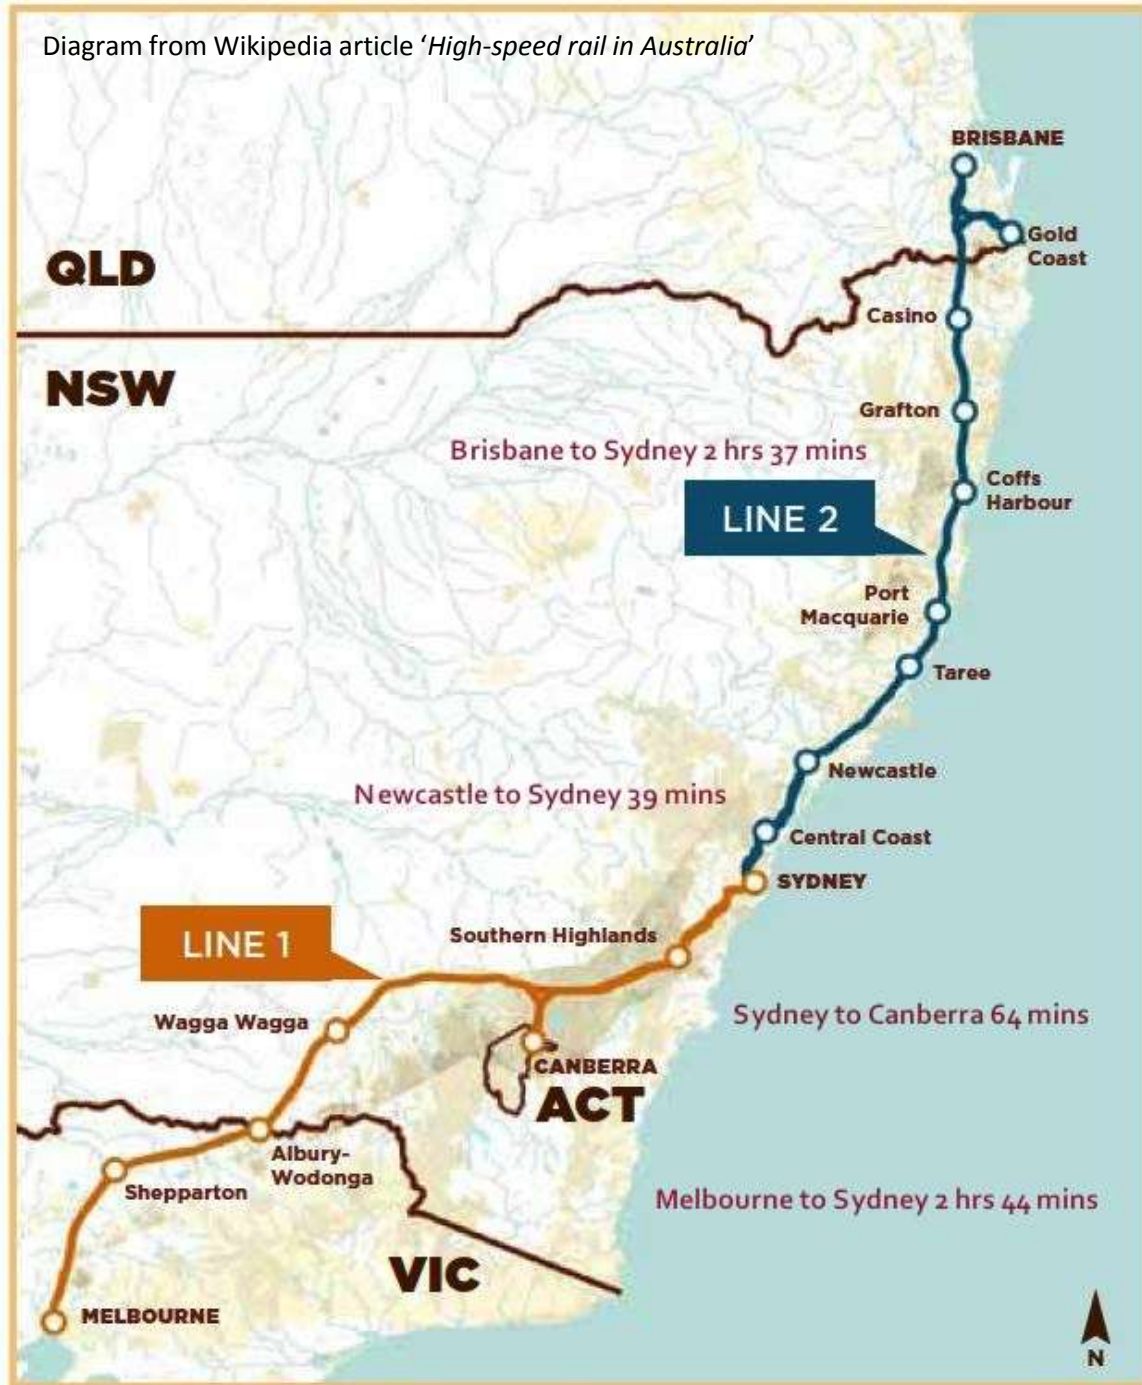 Diagram from Wikipedia article ‘High-speed rail in Australia’
BRISBANE
Gold
Coast
QLD
Casino
NSW
Grafton
Brisbane to Sydney 2 hrs 37 mins
Coffs
Harbour
LINE 2
Port
Macquarie
Taree
Newcastle
Newcastle to Sydney 39 mins
Central Coast
SYDNEY
LINE 1
Southern Highlands
Sydney to Canberra 64 mins
Wagga Wagga
CANBERRA
ACT
Albury-
Wodonga
Shepparton
Melbourne to Sydney 2 hrs 44 mins
VIC
MELBOURNE
N